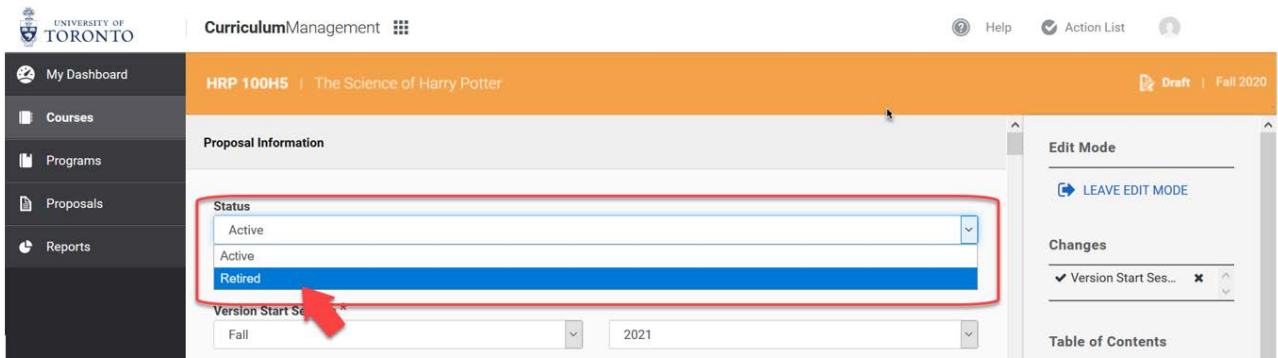 UNIVERSITY OF
TORONTO
CurriculumManagement
Help
Action List
My Dashboard
Courses
Programs
Proposals
Reports
HRP 100H5 | The Science of Harry Potter
Draft | Fall 2020
Proposal Information
Status
Active
Active
Retired
Version Start Se *
Fall
2021
Edit Mode
LEAVE EDIT MODE
Changes
Version Start Ses...
Table of Contents